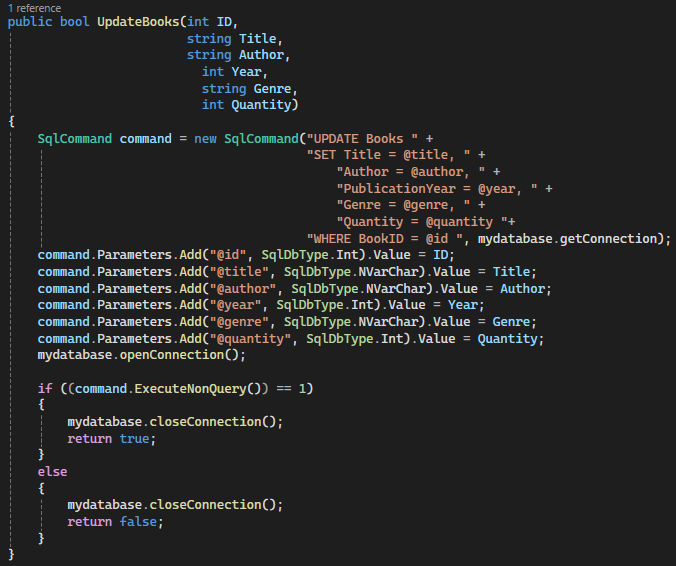 1 reference
public bool UpdateBooks(int ID,
string Title,
string Author,
int Year,
string Genre,
int Quantity)
{
SqlCommand command = new SqlCommand("UPDATE Books " +
"SET Title = @title, " +
"Author = @author, " +
"PublicationYear = @year, " +
"Genre = @genre, " +
"Quantity = @quantity "+
"WHERE BookID = @id ", mydatabase.getConnection);
command.Parameters.Add("@id", SqlDbType.Int).Value = ID;
command.Parameters.Add("@title", SqlDbType.NVarChar).Value = Title;
command.Parameters.Add("@author", SqlDbType.NVarChar).Value = Author;
command.Parameters.Add("@year", SqlDbType.Int).Value = Year;
command.Parameters.Add("@genre", SqlDbType.NVarChar).Value = Genre;
command.Parameters.Add("@quantity", SqlDbType.Int).Value = Quantity;
mydatabase.openConnection();
if ((command.ExecuteNonQuery()) == 1)
{
mydatabase.closeConnection();
return true;
}
else
{
mydatabase.closeConnection();
return false;
}
}